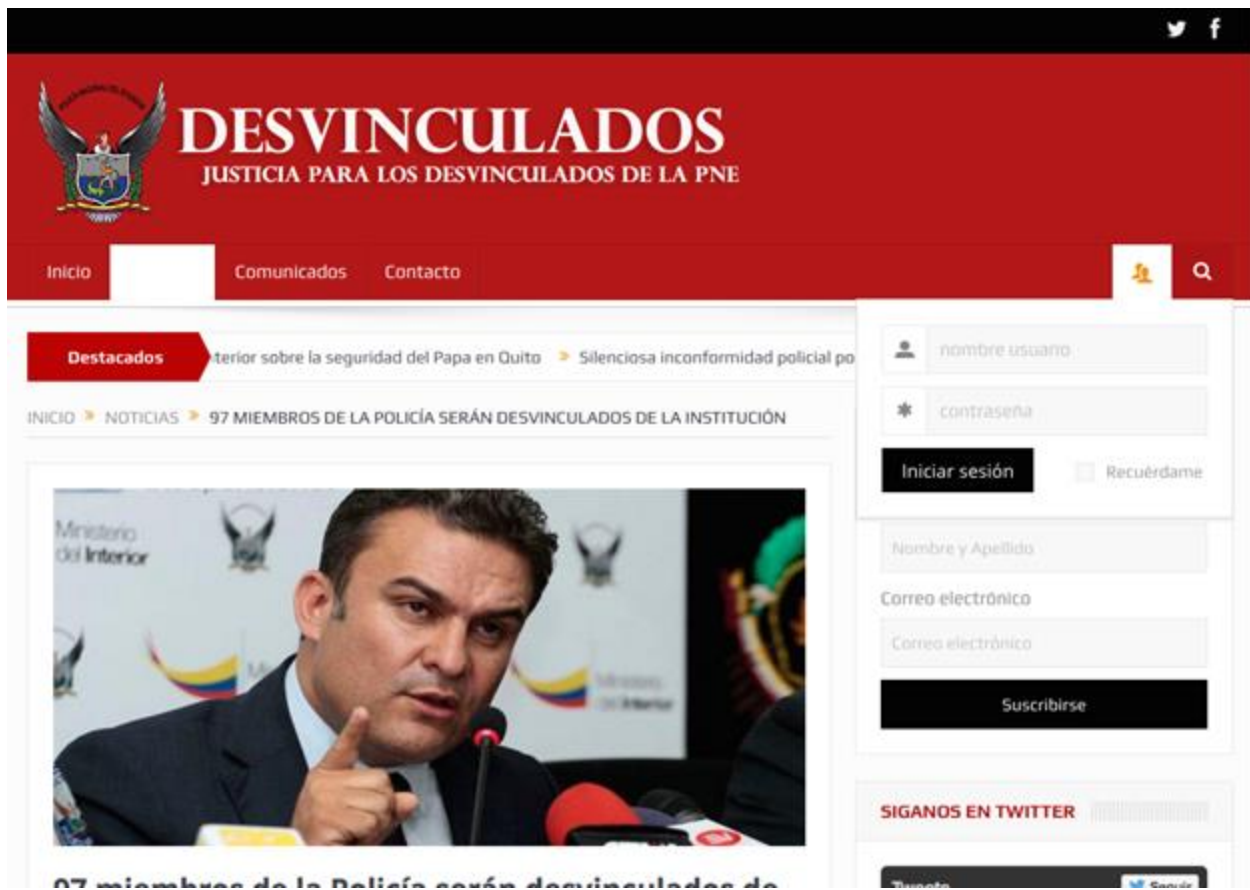 DESVINCULADOS
JUSTICIA PARA LOS DESVINCULADOS DE LA PNE
Inicio
Comunicados
Contacto
Destacados
terior sobre la seguridad del Papa en Quito » Silenciosa inconformidad policial po
INICIO » NOTICIAS » 97 MIEMBROS DE LA POLICÍA SERÁN DESVINCULADOS DE LA INSTITUCIÓN
nombre usuario
contraseña
Iniciar sesión
Recuérdame
Nombre y Apellido
Correo electrónico
Correo electrónico
Suscribirse
Ministerio
del Interior
SIGANOS EN TWITTER
97 miembros de la Policía serán desvinculados de
Tweets
Seguir